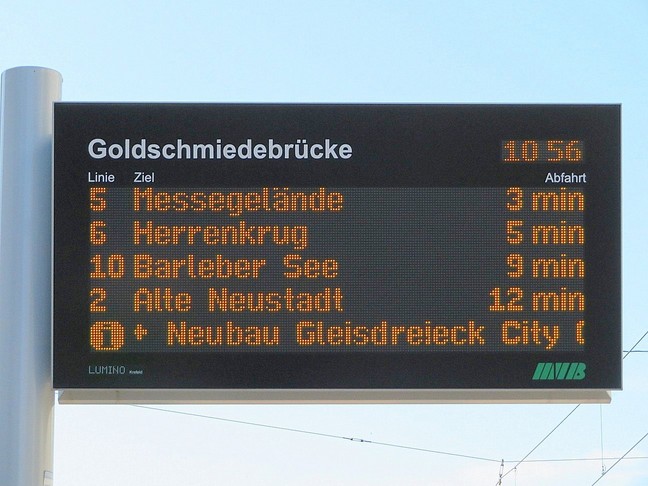 Goldschmiedebrücke 10 56
Linie Ziel Abfahrt
5 Messegelände 3 min
6 Herrenkrug 5 min
10 Barleber See 9 min
2 Alte Neustadt 12 min
i + Neubau Gleisdreieck City
LUMINO Krefeld MVB